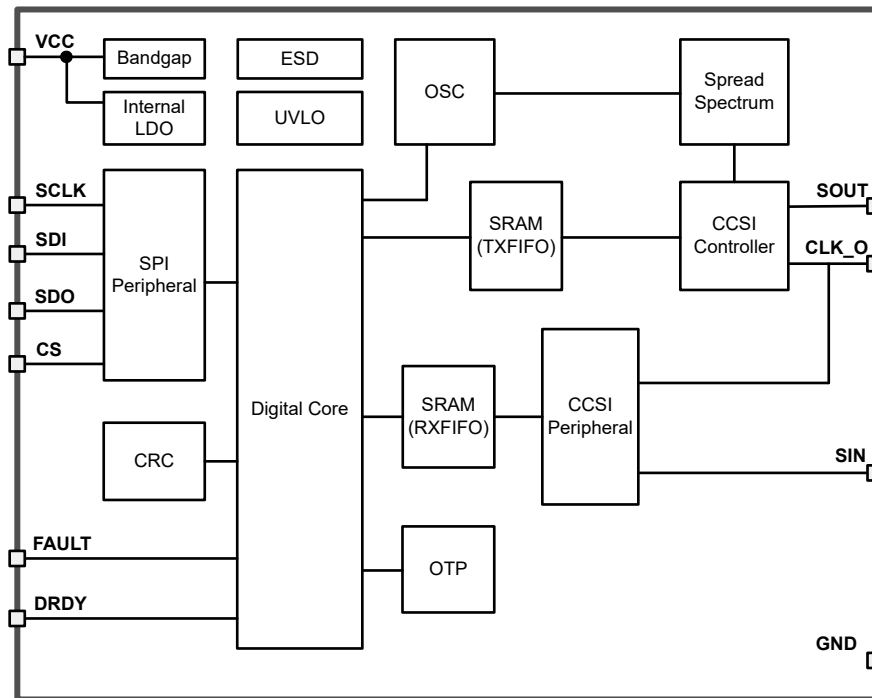 VCC
Bandgap
ESD
OSC
Spread
Spectrum
Internal
LDO
UVLO
SCLK
SDI
SDO
CS
SPI
Peripheral
SRAM
(TXFIFO)
CCSI
Controller
SOUT
CLK_O
Digital Core
SRAM
(RXFIFO)
CCSI
Peripheral
SIN
CRC
FAULT
DRDY
OTP
GND